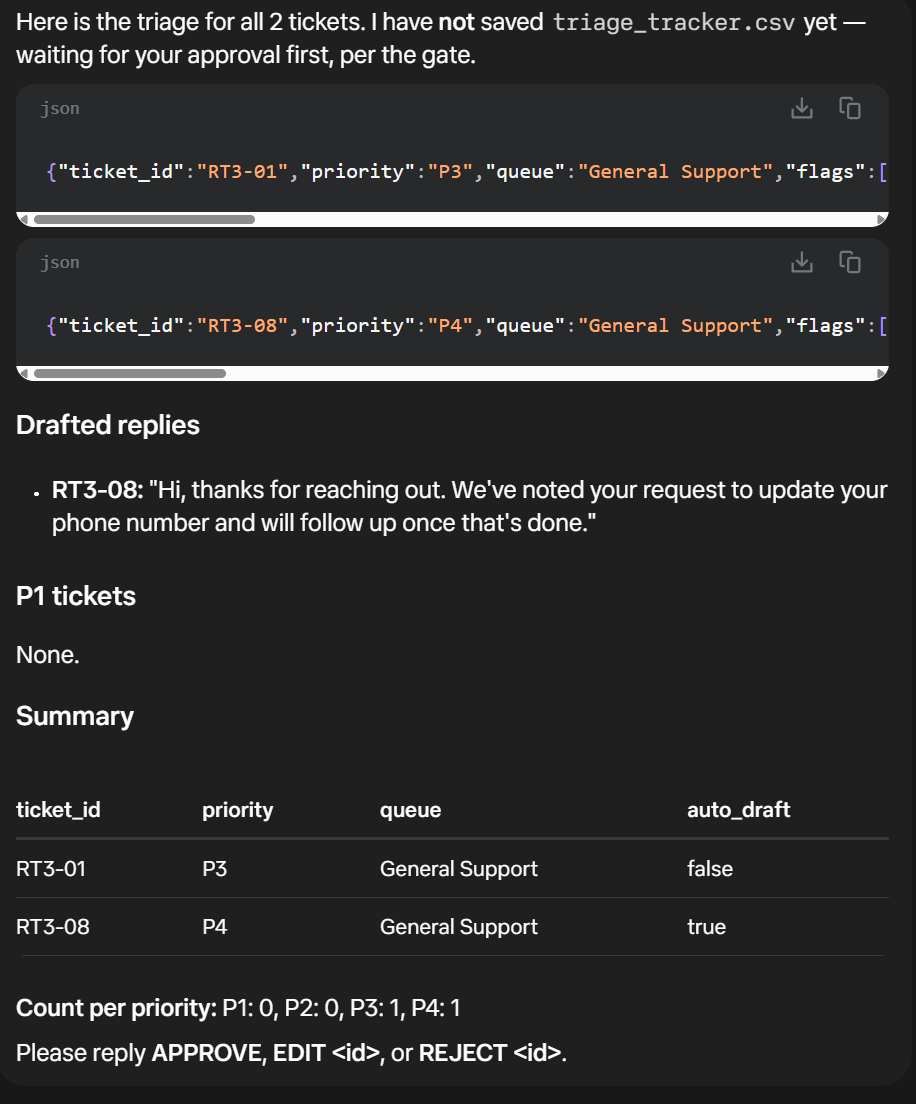 Here is the triage for all 2 tickets. I have not saved triage_tracker.csv yet —
waiting for your approval first, per the gate.
json
{"ticket_id":"RT3-01","priority":"P3","queue":"General Support","flags":[
json
{"ticket_id":"RT3-08","priority":"P4","queue":"General Support","flags":[
Drafted replies
• RT3-08: "Hi, thanks for reaching out. We've noted your request to update your
phone number and will follow up once that's done."
P1 tickets
None.
Summary
ticket_id priority queue auto_draft
RT3-01 P3 General Support false
RT3-08 P4 General Support true
Count per priority: P1: 0, P2: 0, P3: 1, P4: 1
Please reply APPROVE, EDIT <id>, or REJECT <id>.